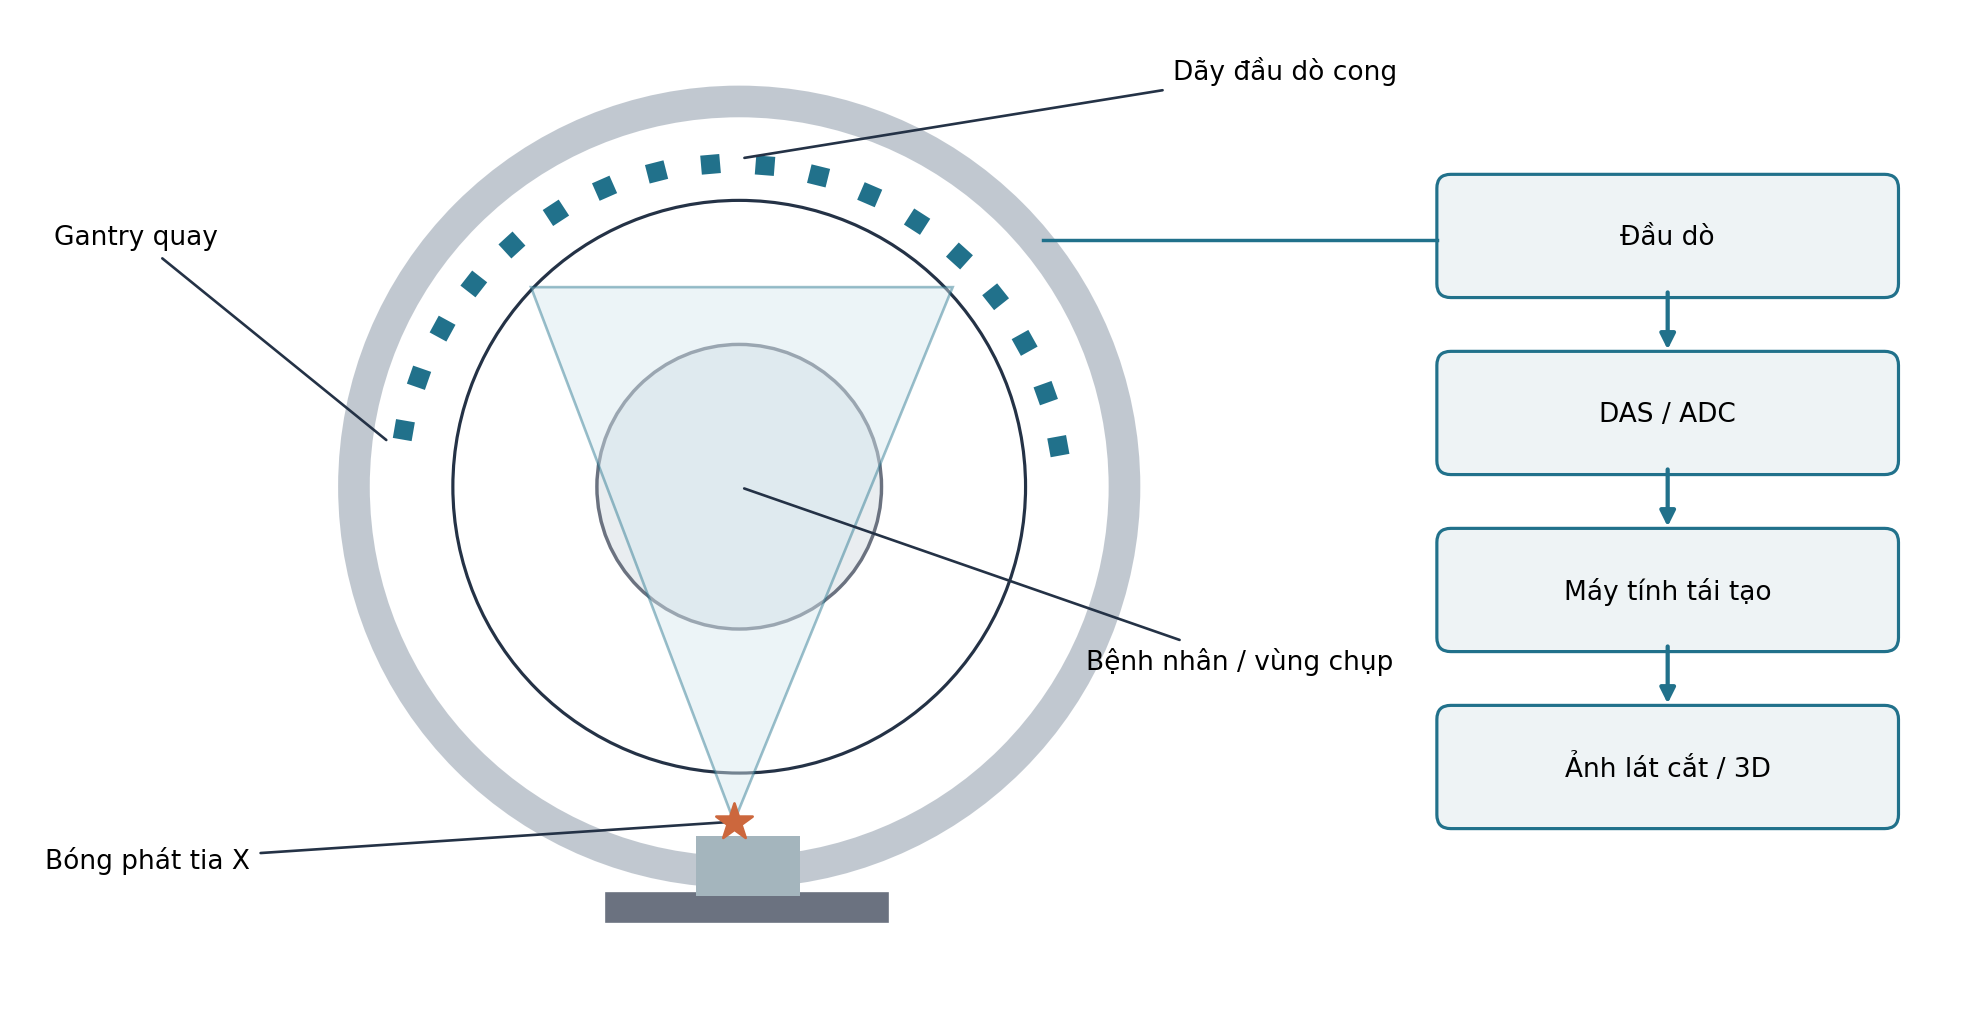 Dãy đầu dò cong
Gantry quay
Bệnh nhân / vùng chụp
Bóng phát tia X
Đầu dò
DAS / ADC
Máy tính tái tạo
Ảnh lát cắt / 3D